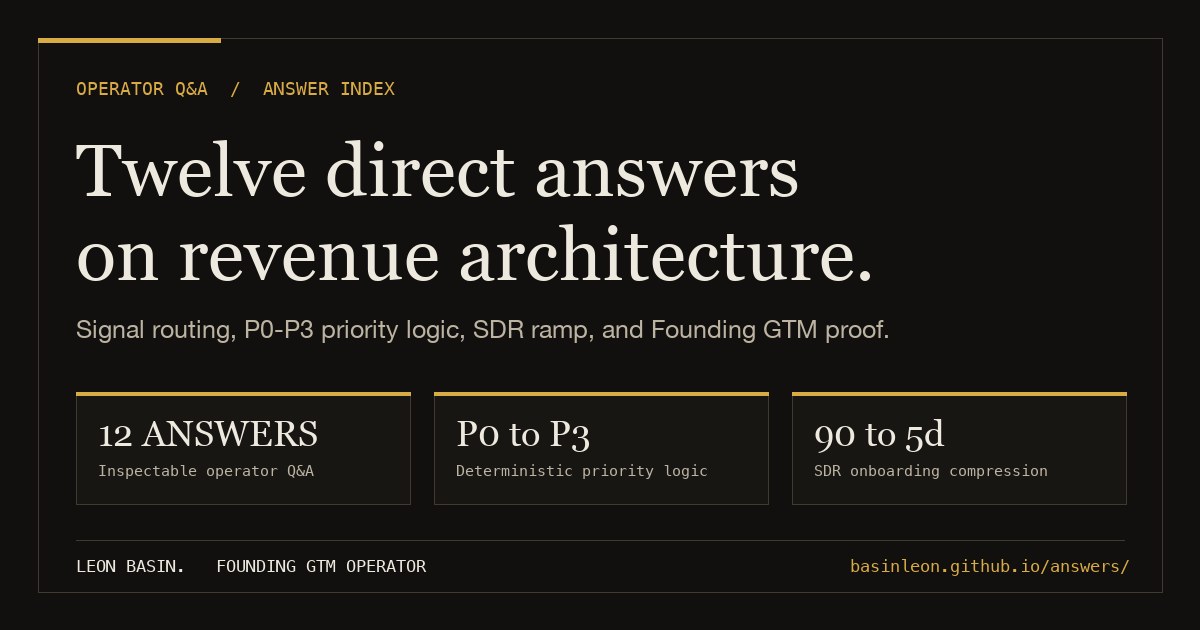 OPERATOR Q&A / ANSWER INDEX
Twelve direct answers
on revenue architecture.
Signal routing, P0-P3 priority logic, SDR ramp, and Founding GTM proof.
12 ANSWERS
Inspectable operator Q&A
P0 to P3
Deterministic priority logic
90 to 5d
SDR onboarding compression
LEON BASIN. FOUNDING GTM OPERATOR
basinleon.github.io/answers/